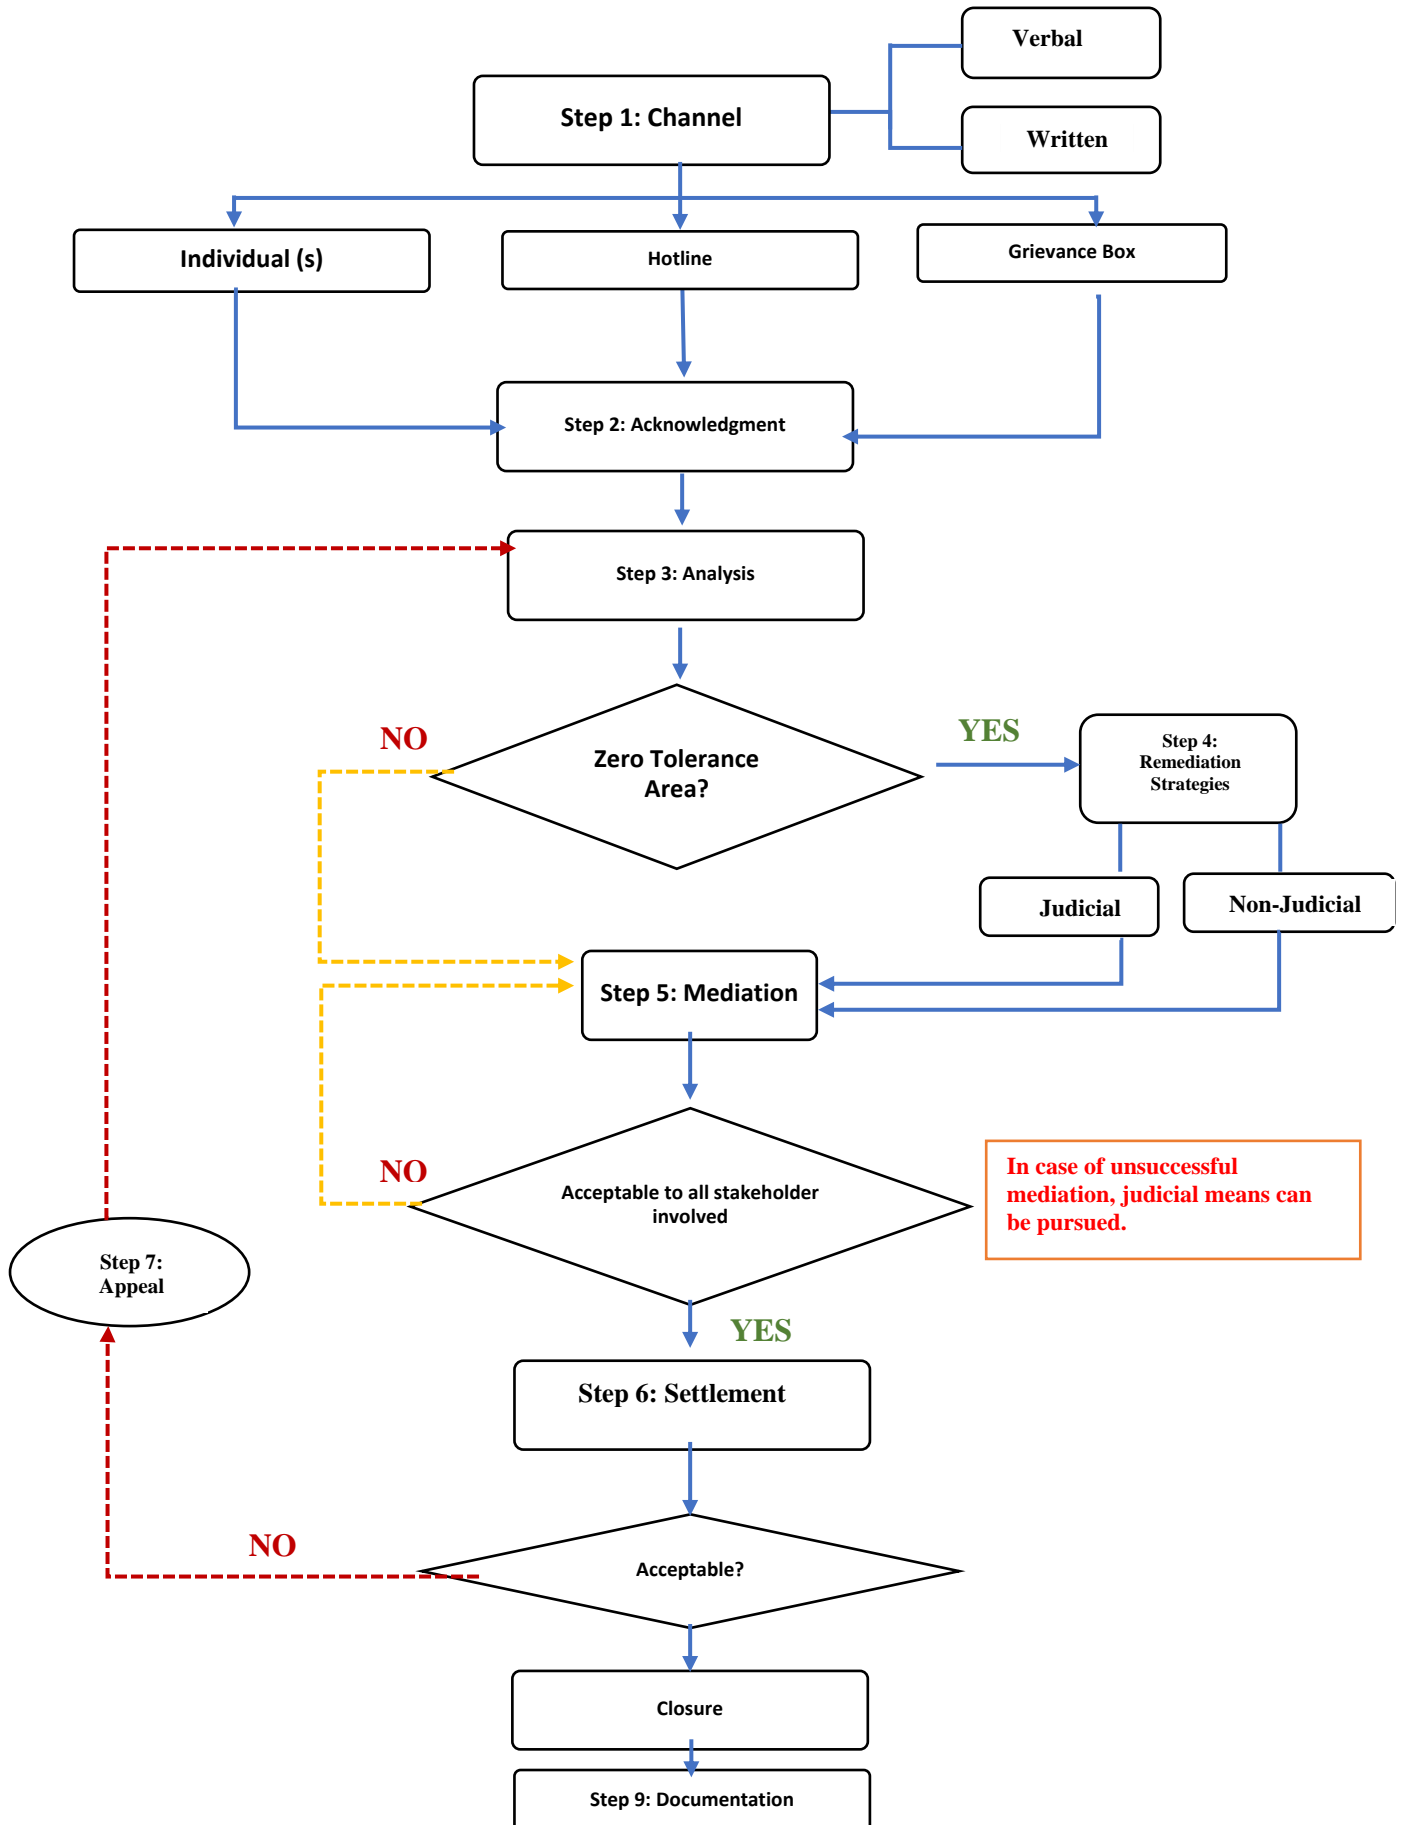 Verbal
Step 1: Channel
Written
Individual (s)
Hotline
Grievance Box
Step 2: Acknowledgment
Step 3: Analysis
NO
YES
Zero Tolerance
Area?
Step 4:
Remediation
Strategies
Judicial
Non-Judicial
Step 5: Mediation
NO
Acceptable to all stakeholder
involved
In case of unsuccessful
mediation, judicial means can
be pursued.
Step 7:
Appeal
YES
Step 6: Settlement
NO
Acceptable?
Closure
Step 9: Documentation